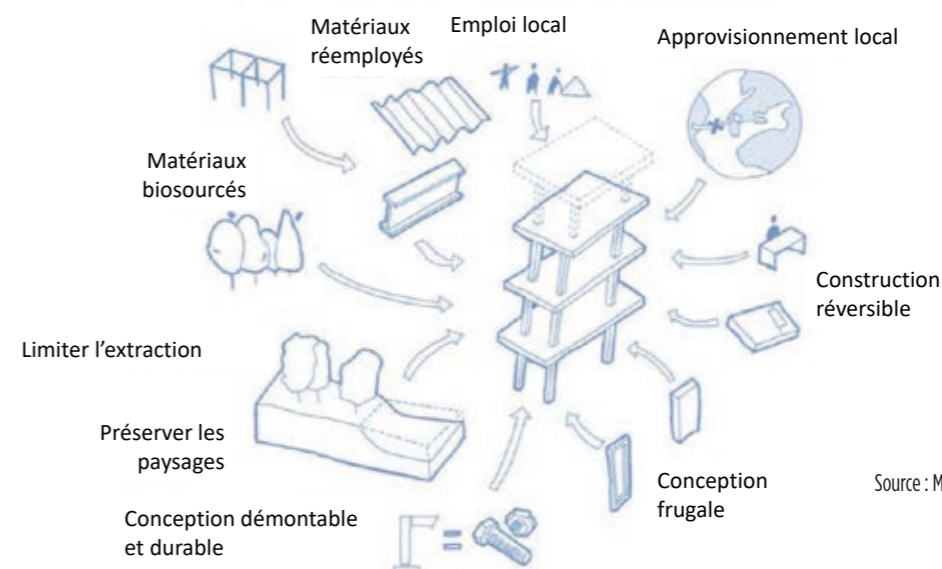 Matériaux
réemployés
Emploi local
Approvisionnement local
Matériaux
biosourcés
Construction
réversible
Limiter l'extraction
Préserver les
paysages
Conception
frugale
Source : M
Conception démontable
et durable